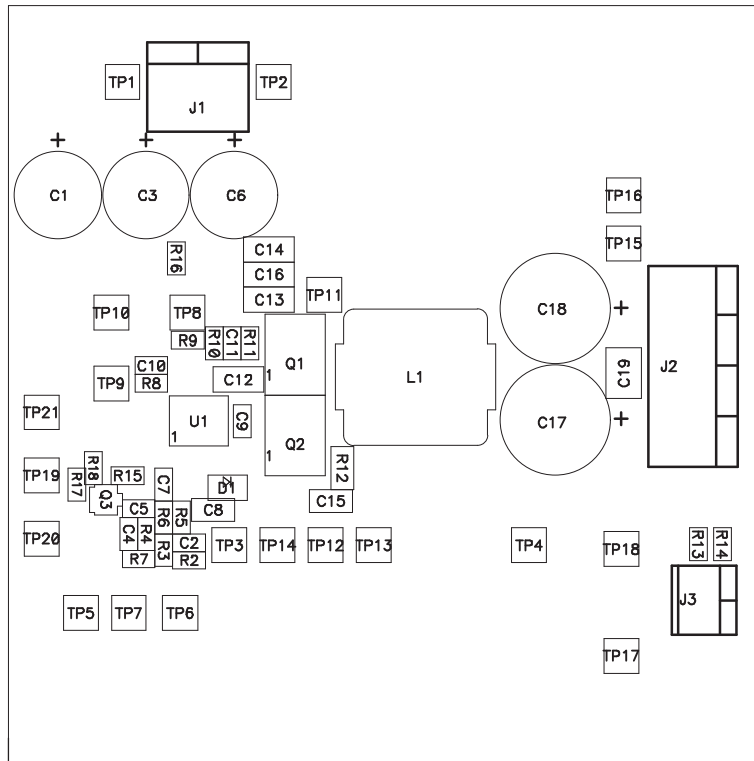 TP1
TP2
J1
+
+
+
C1
C3
C6
TP16
TP15
R16
C14
C16
C13
TP11
TP10
TP8
R9
R10
C11
R11
C18
+
J2
C10
R8
TP9
C12
Q1
1
L1
C19
TP21
U1
1
C9
Q2
1
C17
+
TP19
R17
R18
R15
Q3
C7
D1
R12
C15
C5
C8
R6
R5
TP20
C4
R4
R3
C2
R7
R2
TP3
TP14
TP12
TP13
TP4
TP18
R13
R14
TP5
TP7
TP6
J3
TP17